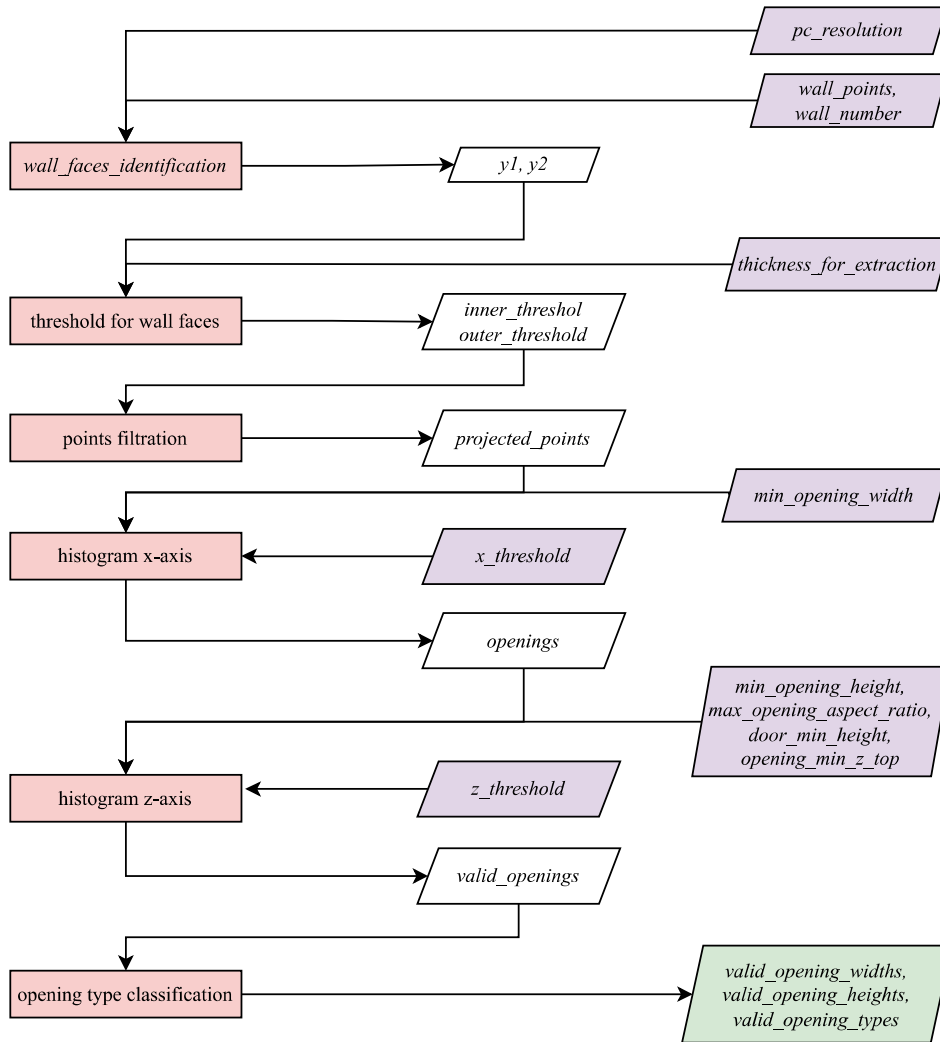 pc_resolution
wall_points,
wall_number
wall_faces_identification
y1, y2
thickness_for_extraction
threshold for wall faces
inner_threshol
outer_threshold
points filtration
projected_points
min_opening_width
histogram x-axis
x_threshold
openings
min_opening_height,
max_opening_aspect_ratio,
door_min_height,
opening_min_z_top
histogram z-axis
z_threshold
valid_openings
opening type classification
valid_opening_widths,
valid_opening_heights,
valid_opening_types